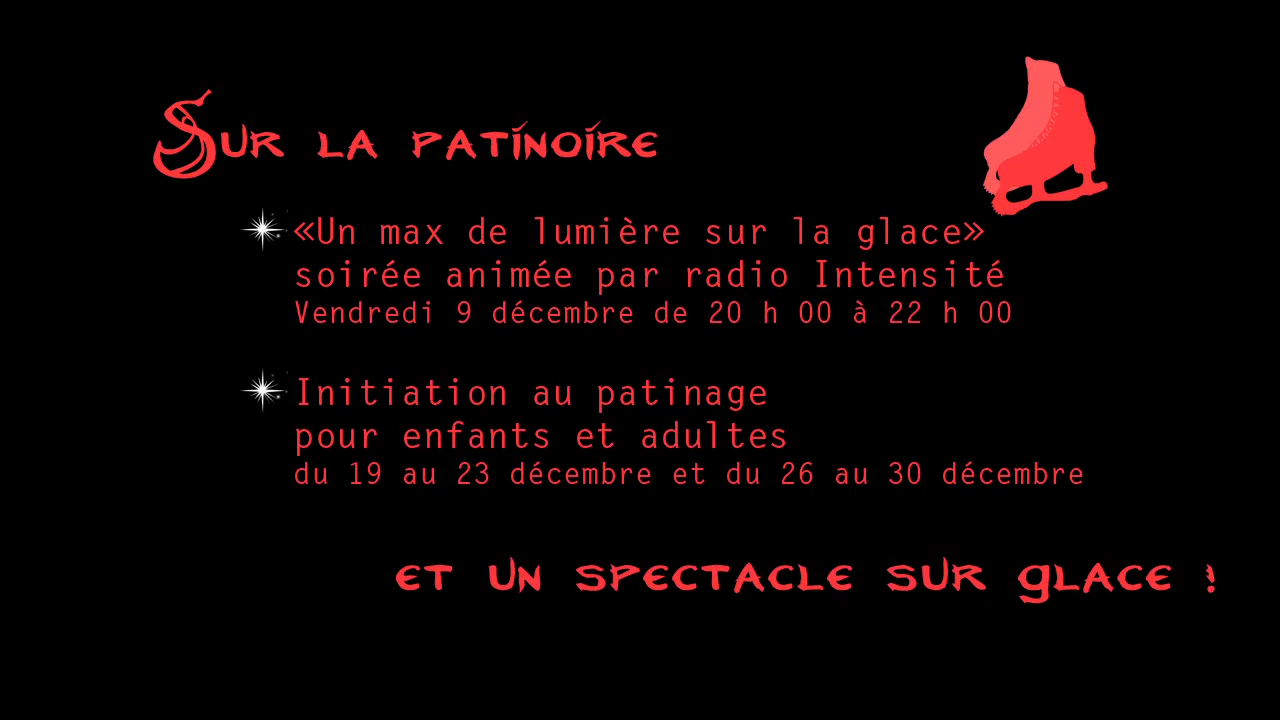 Sur la patinoire
«Un max de lumière sur la glace»
soirée animée par radio Intensité
Vendredi 9 décembre de 20 h 00 à 22 h 00
Initiation au patinage
pour enfants et adultes
du 19 au 23 décembre et du 26 au 30 décembre
et un spectacle sur glace !